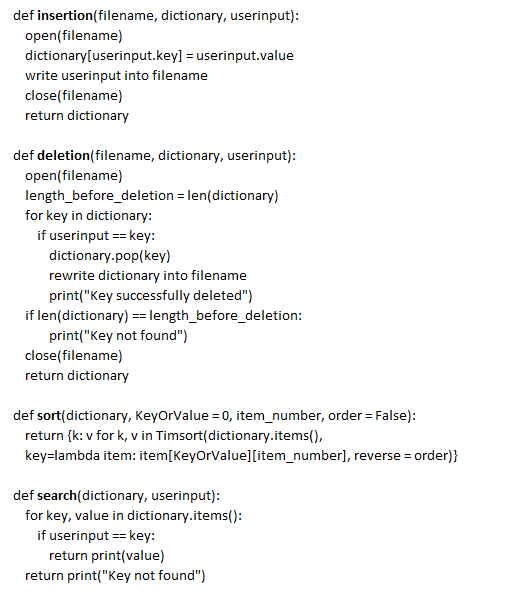 def insertion(filename, dictionary, userinput):
open(filename)
dictionary[userinput.key] = userinput.value
write userinput into filename
close(filename)
return dictionary
def deletion(filename, dictionary, userinput):
open(filename)
length_before_deletion = len(dictionary)
for key in dictionary:
if userinput == key:
dictionary.pop(key)
rewrite dictionary into filename
print("Key successfully deleted")
if len(dictionary) == length_before_deletion:
print("Key not found")
close(filename)
return dictionary
def sort(dictionary, KeyOrValue = 0, item_number, order = False):
return {k: v for k, v in Timsort(dictionary.items(),
key=lambda item: item[KeyOrValue][item_number], reverse = order)}
def search(dictionary, userinput):
for key, value in dictionary.items():
if userinput == key:
return print(value)
return print("Key not found")